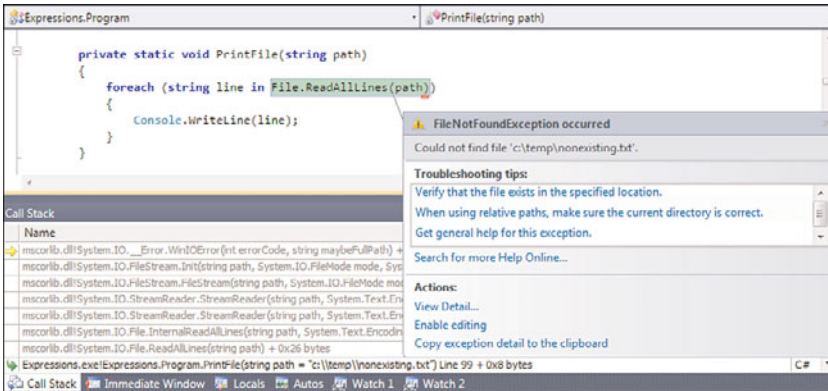 Expressions.Program
PrintFile(string path)
private static void PrintFile(string path)
{
foreach (string line in File.ReadAllLines(path))
{
Console.WriteLine(line);
}
}
FileNotFoundException occurred
Could not find file 'c:\temp\nonexisting.txt'.
Troubleshooting tips:
Verify that the file exists in the specified location.
When using relative paths, make sure the current directory is correct.
Get general help for this exception.
Search for more Help Online...
Actions:
View Detail...
Enable editing
Copy exception detail to the clipboard
Call Stack
Name
mscorlib.dll!System.IO.__Error.WinIOError(int errorCode, string maybeFullPath) +
mscorlib.dll!System.IO.FileStream.Init(string path, System.IO.FileMode mode, Sys
mscorlib.dll!System.IO.FileStream.FileStream(string path, System.IO.FileMode mo
mscorlib.dll!System.IO.StreamReader.StreamReader(string path, System.Text.En
mscorlib.dll!System.IO.StreamReader.StreamReader(string path, System.Text.En
mscorlib.dll!System.IO.File.InternalReadAllLines(string path, System.Text.Encodin
mscorlib.dll!System.IO.File.ReadAllLines(string path) + 0x26 bytes
Expressions.exe!Expressions.Program.PrintFile(string path = "c:\\temp\\nonexisting.txt") Line 99 + 0x8 bytes C#
Call Stack Immediate Window Locals Autos Watch 1 Watch 2